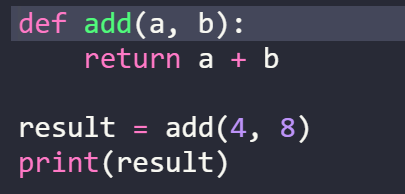 def add(a, b):
    return a + b

result = add(4, 8)
print(result)